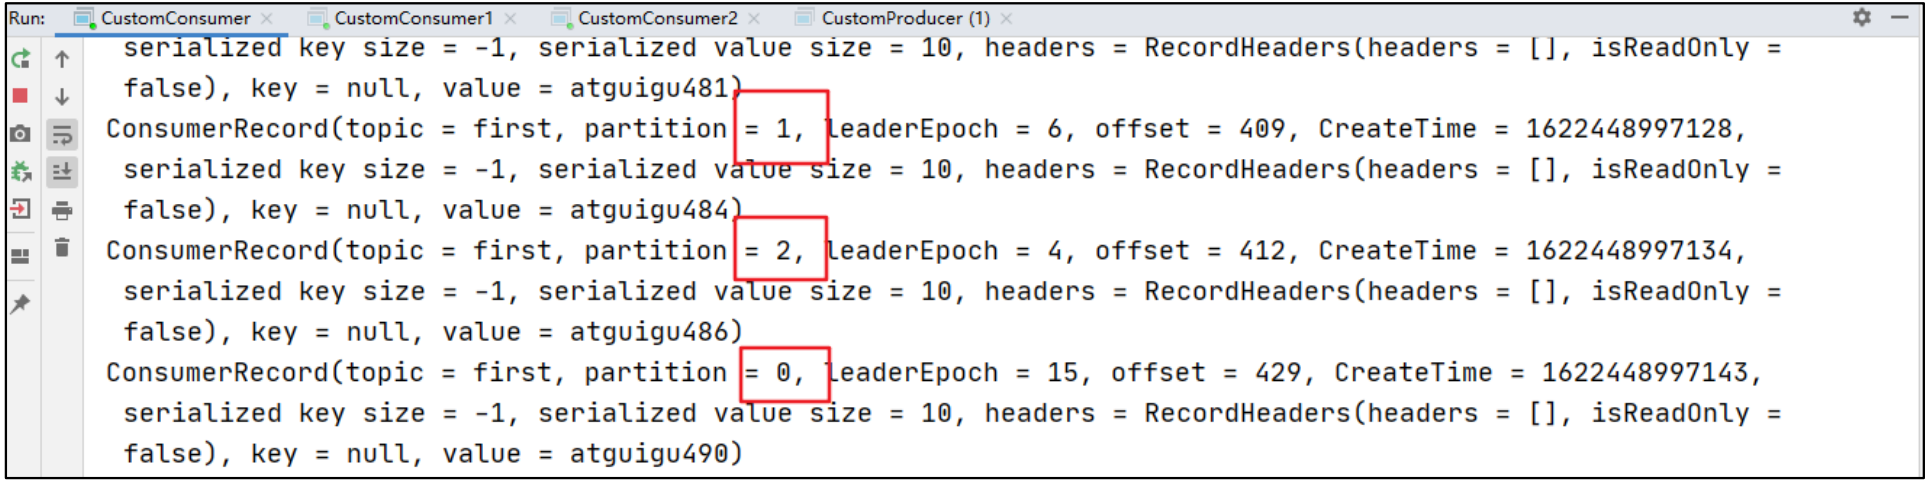 Run: CustomConsumer × CustomConsumer1 × CustomConsumer2 × CustomProducer (1) ×
serialized key size = -1, serialized value size = 10, headers = RecordHeaders(headers = [], isReadOnly =
false), key = null, value = atguigu481)
ConsumerRecord(topic = first, partition = 1, leaderEpoch = 6, offset = 409, CreateTime = 1622448997128,
serialized key size = -1, serialized value size = 10, headers = RecordHeaders(headers = [], isReadOnly =
false), key = null, value = atguigu484)
ConsumerRecord(topic = first, partition = 2, leaderEpoch = 4, offset = 412, CreateTime = 1622448997134,
serialized key size = -1, serialized value size = 10, headers = RecordHeaders(headers = [], isReadOnly =
false), key = null, value = atguigu486)
ConsumerRecord(topic = first, partition = 0, leaderEpoch = 15, offset = 429, CreateTime = 1622448997143,
serialized key size = -1, serialized value size = 10, headers = RecordHeaders(headers = [], isReadOnly =
false), key = null, value = atguigu490)